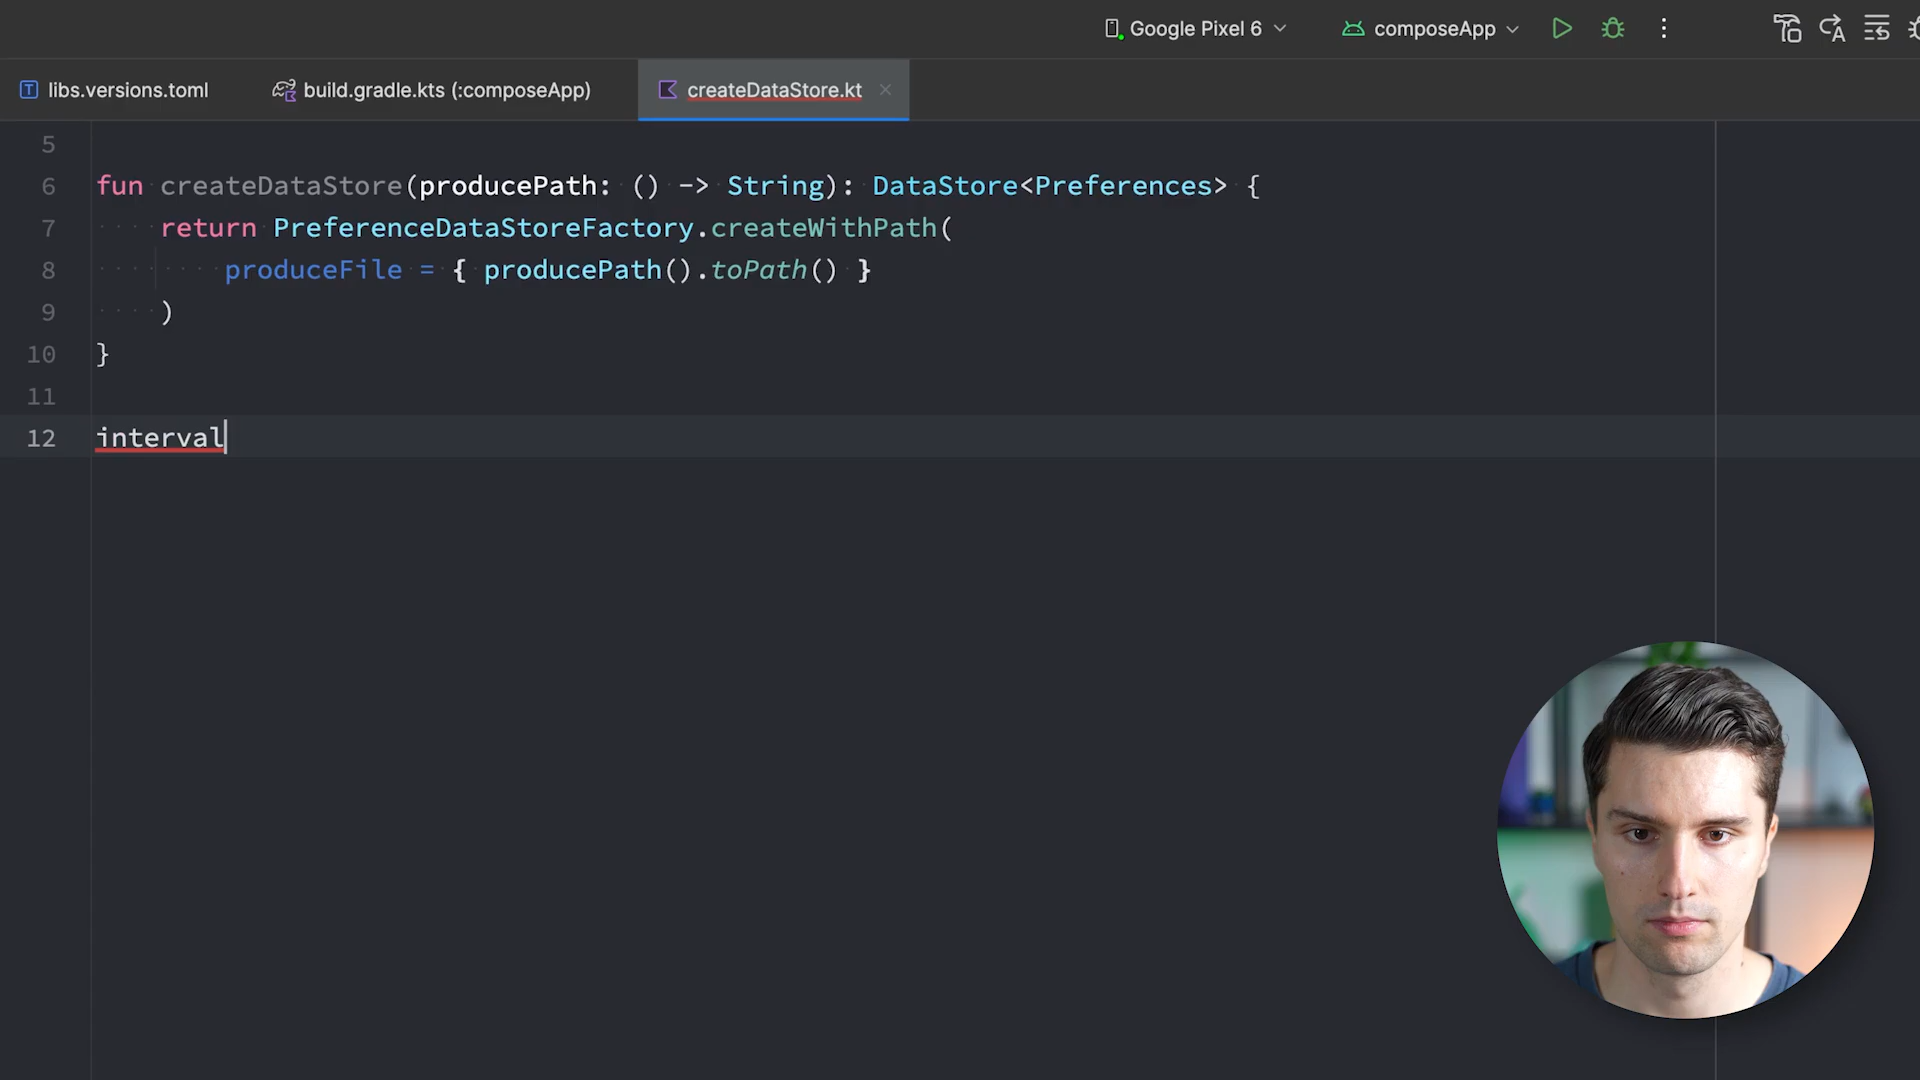 Google Pixel 6
composeApp
libs.versions.toml
build.gradle.kts (:composeApp)
createDataStore.kt
5
6 fun createDataStore(producePath: () -> String): DataStore<Preferences> {
7 return PreferenceDataStoreFactory.createWithPath(
8 produceFile = { producePath().toPath() }
9 )
10 }
11
12 interval